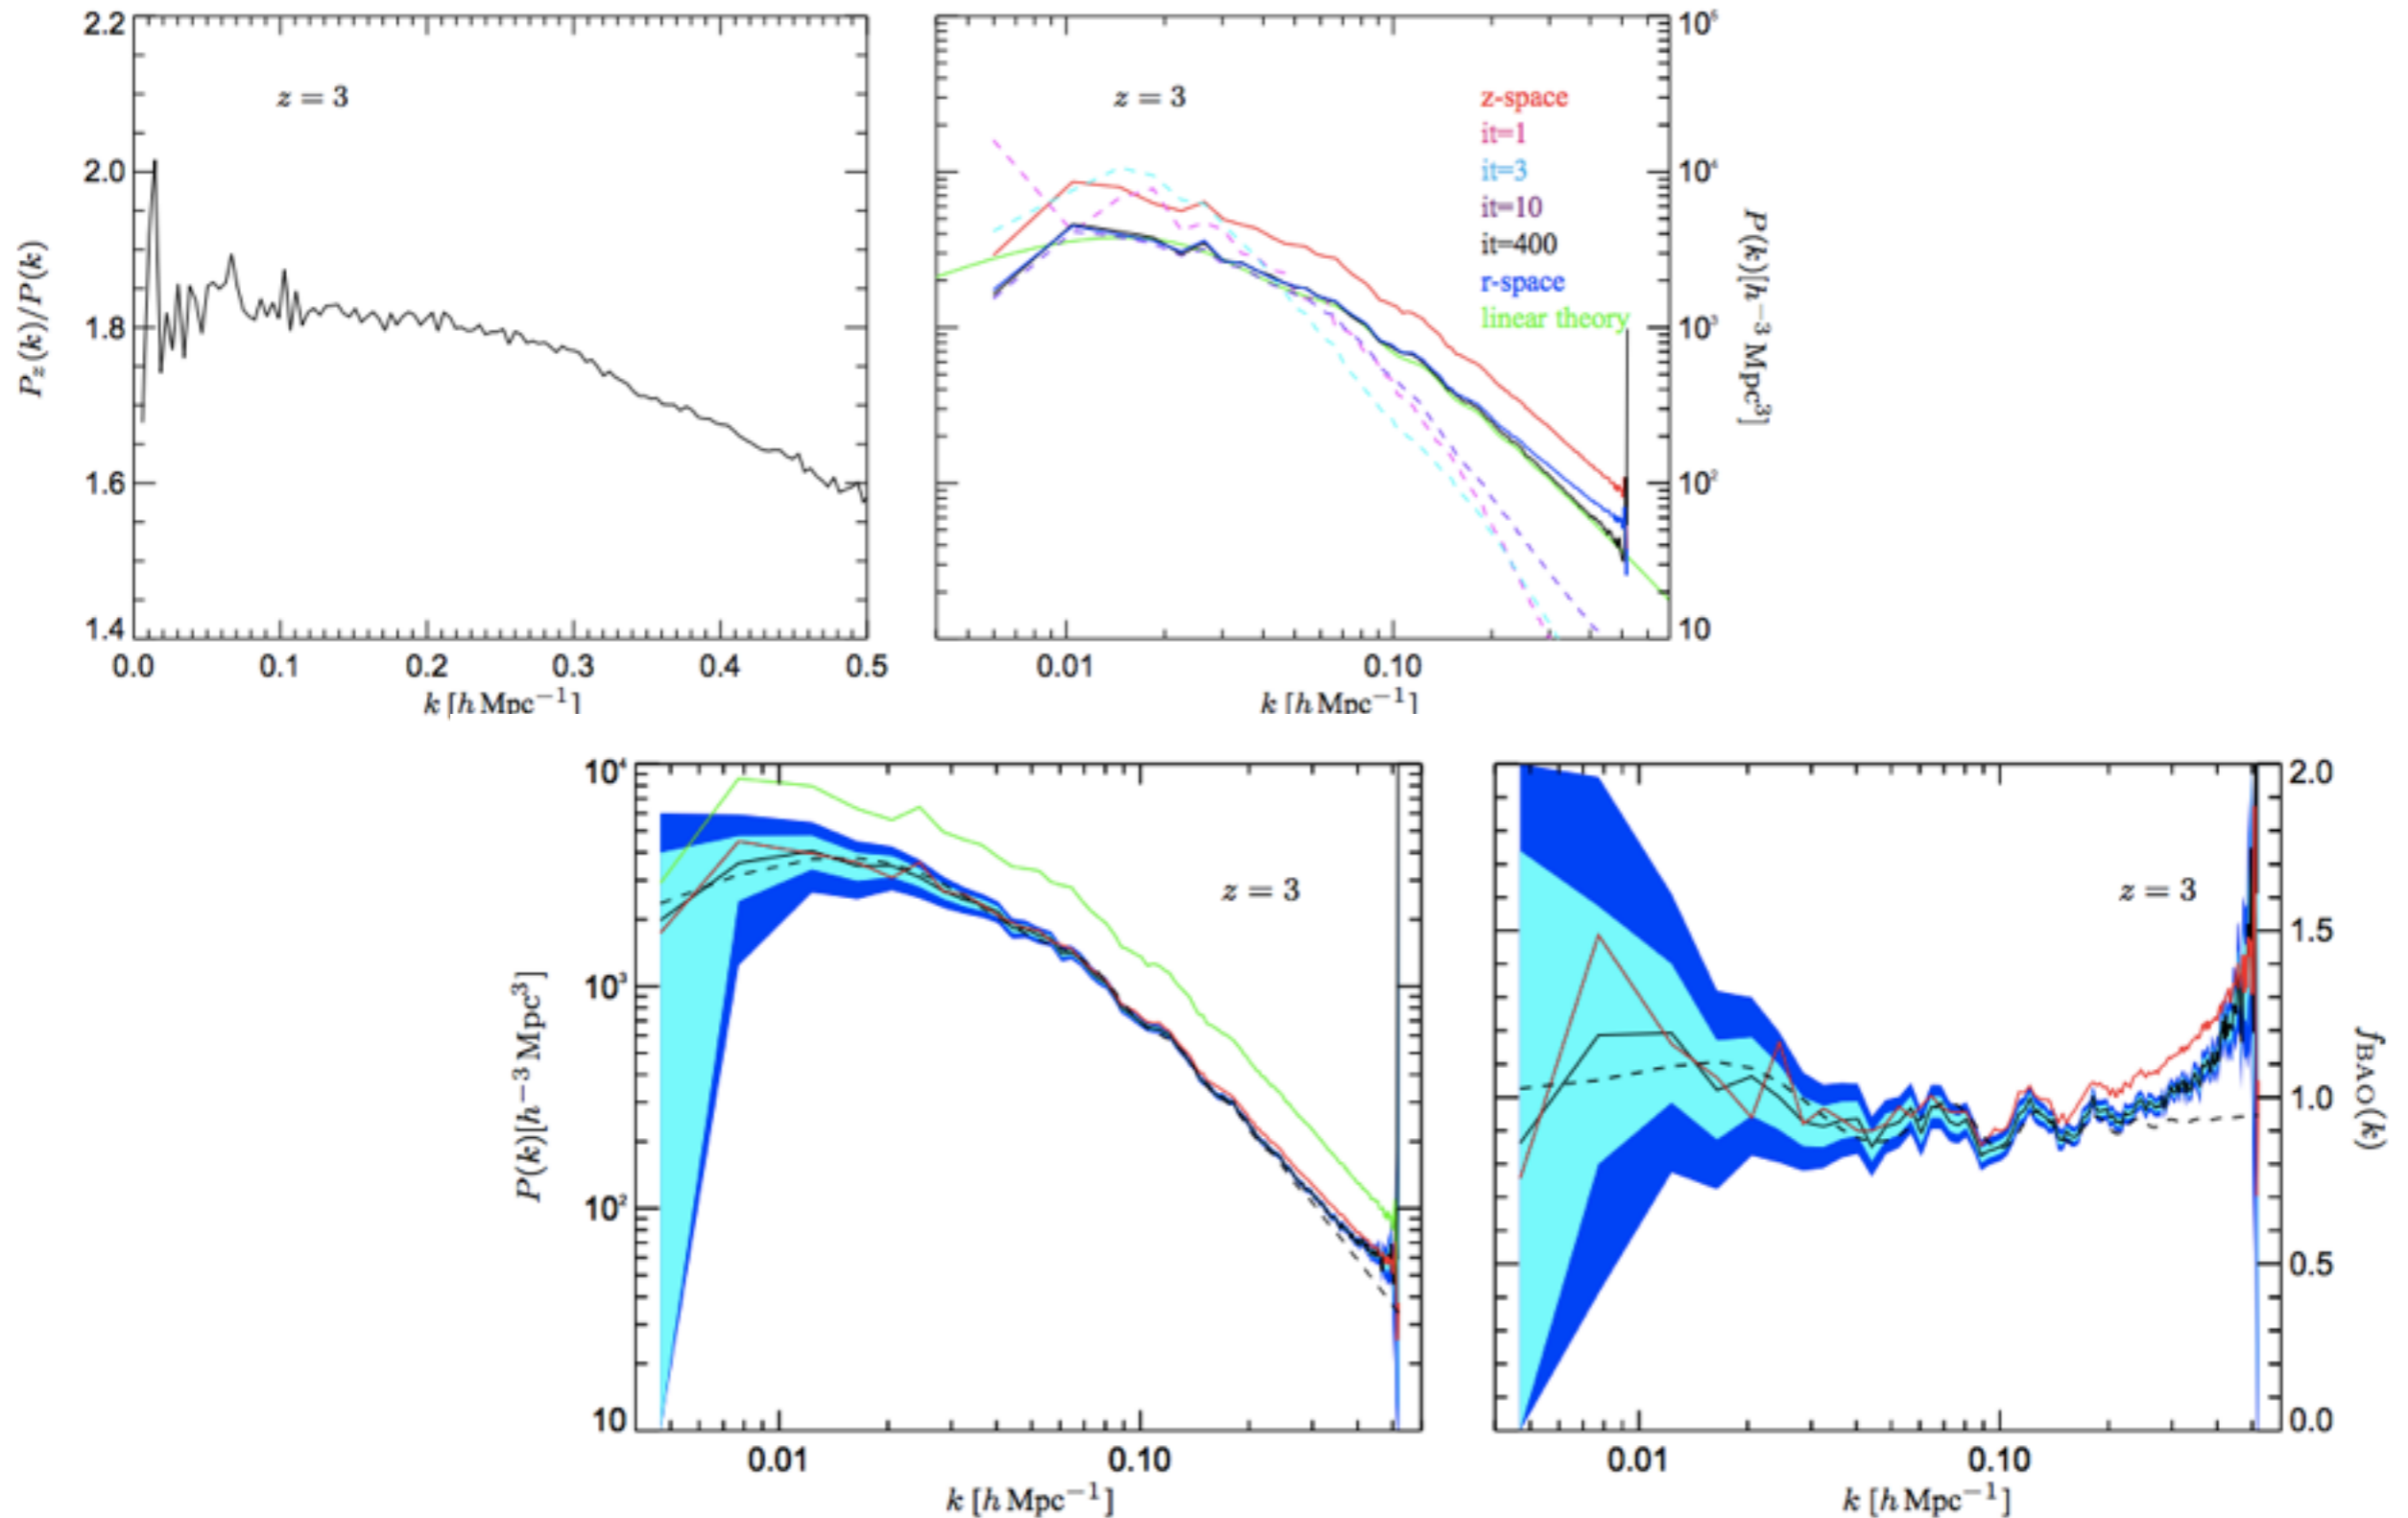 2.2
2.0
1.8
1.6
1.4
P_z(k)/P(k)
z = 3
0.0 0.1 0.2 0.3 0.4 0.5
k [h Mpc⁻¹]
z = 3
z-space
it=1
it=3
it=10
it=400
r-space
linear theory
10⁴
10³
10²
10
P(k)[h⁻³ Mpc³]
0.01 0.10
k [h Mpc⁻¹]
10⁴
10³
10²
10
P(k)[h⁻³ Mpc³]
z = 3
0.01 0.10
k [h Mpc⁻¹]
z = 3
2.0
1.5
1.0
0.5
0.0
f_BAO(k)
0.01 0.10
k [h Mpc⁻¹]